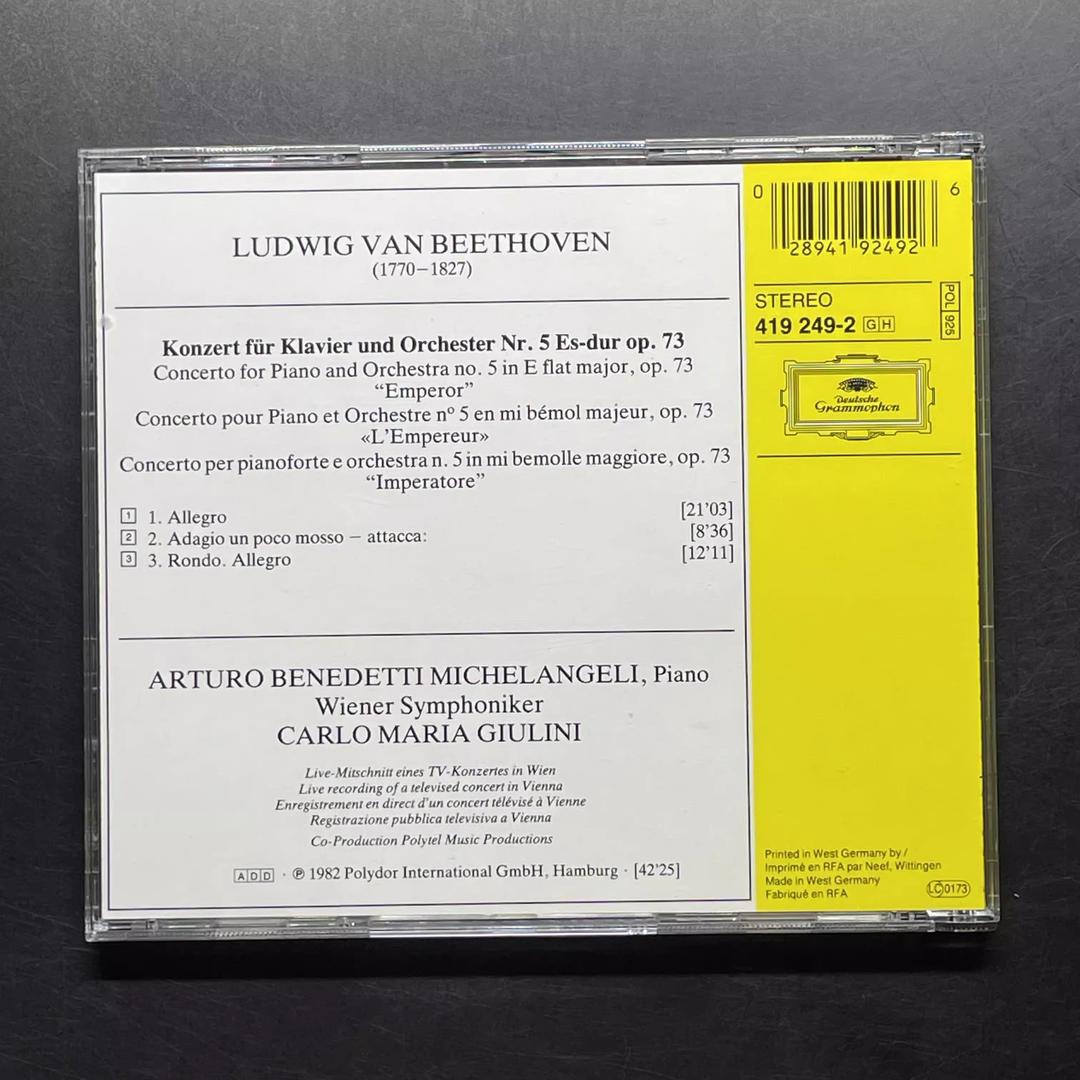 LUDWIG VAN BEETHOVEN
(1770–1827)
Konzert für Klavier und Orchester Nr. 5 Es-dur op. 73
Concerto for Piano and Orchestra no. 5 in E flat major, op. 73
“Emperor”
Concerto pour Piano et Orchestre nº 5 en mi bémol majeur, op. 73
«L’Empereur»
Concerto per pianoforte e orchestra n. 5 in mi bemolle maggiore, op. 73
“Imperatore”
1 1. Allegro [21’03]
2 2. Adagio un poco mosso – attacca: [8’36]
3 3. Rondo. Allegro [12’11]
ARTURO BENEDETTI MICHELANGELI, Piano
Wiener Symphoniker
CARLO MARIA GIULINI
Live-Mitschnitt eines TV-Konzertes in Wien
Live recording of a televised concert in Vienna
Enregistrement en direct d’un concert télévisé à Vienne
Registrazione pubblica televisiva a Vienna
Co-Production Polytel Music Productions
ADD · ℗ 1982 Polydor International GmbH, Hamburg · [42’25]
0 28941 92492 6
STEREO
419 249-2 GH
POL 925
Deutsche
Grammophon
Printed in West Germany by /
Imprimé en RFA par Neef, Wittingen
Made in West Germany
Fabriqué en RFA
LC 0173